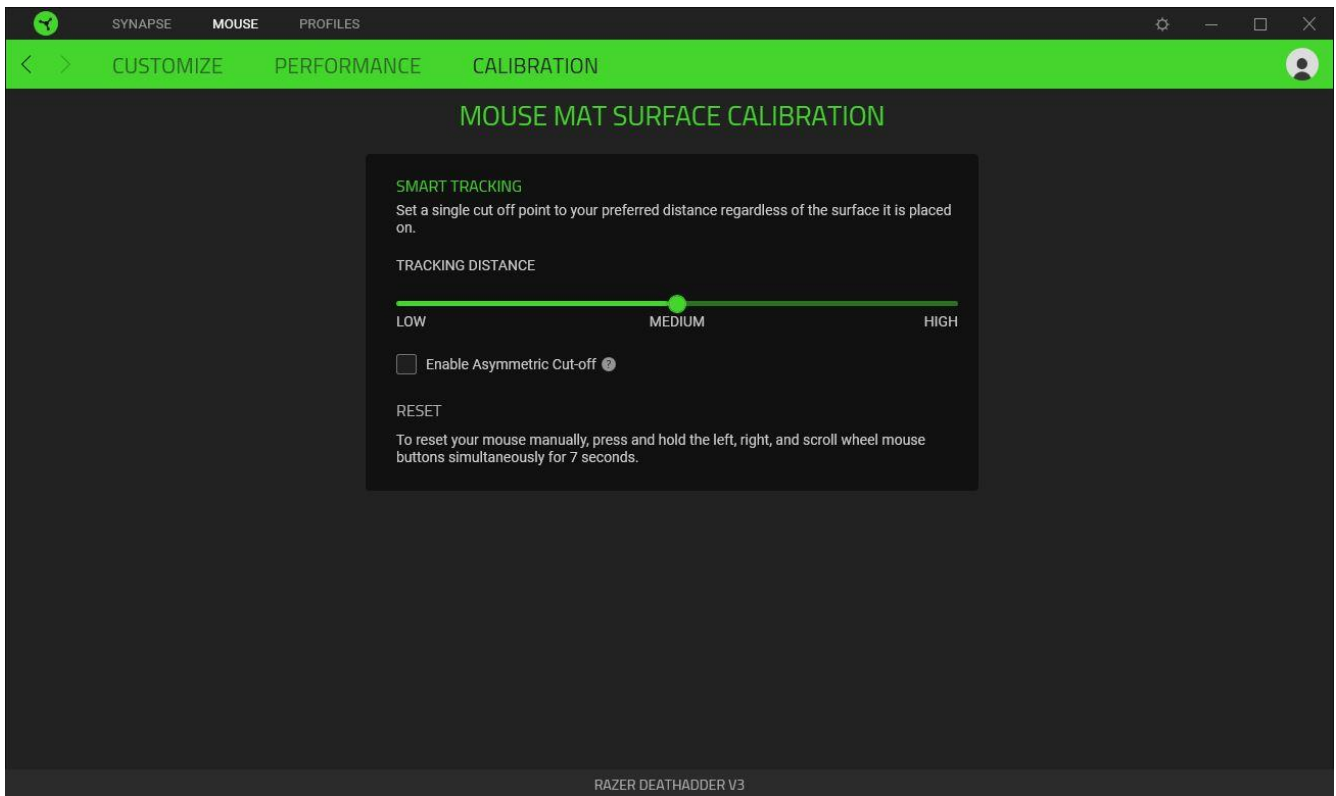 SYNAPSE MOUSE PROFILES
CUSTOMIZE PERFORMANCE CALIBRATION
MOUSE MAT SURFACE CALIBRATION
SMART TRACKING
Set a single cut off point to your preferred distance regardless of the surface it is placed
on.
TRACKING DISTANCE
LOW MEDIUM HIGH
Enable Asymmetric Cut-off ?
RESET
To reset your mouse manually, press and hold the left, right, and scroll wheel mouse
buttons simultaneously for 7 seconds.
RAZER DEATHADDER V3